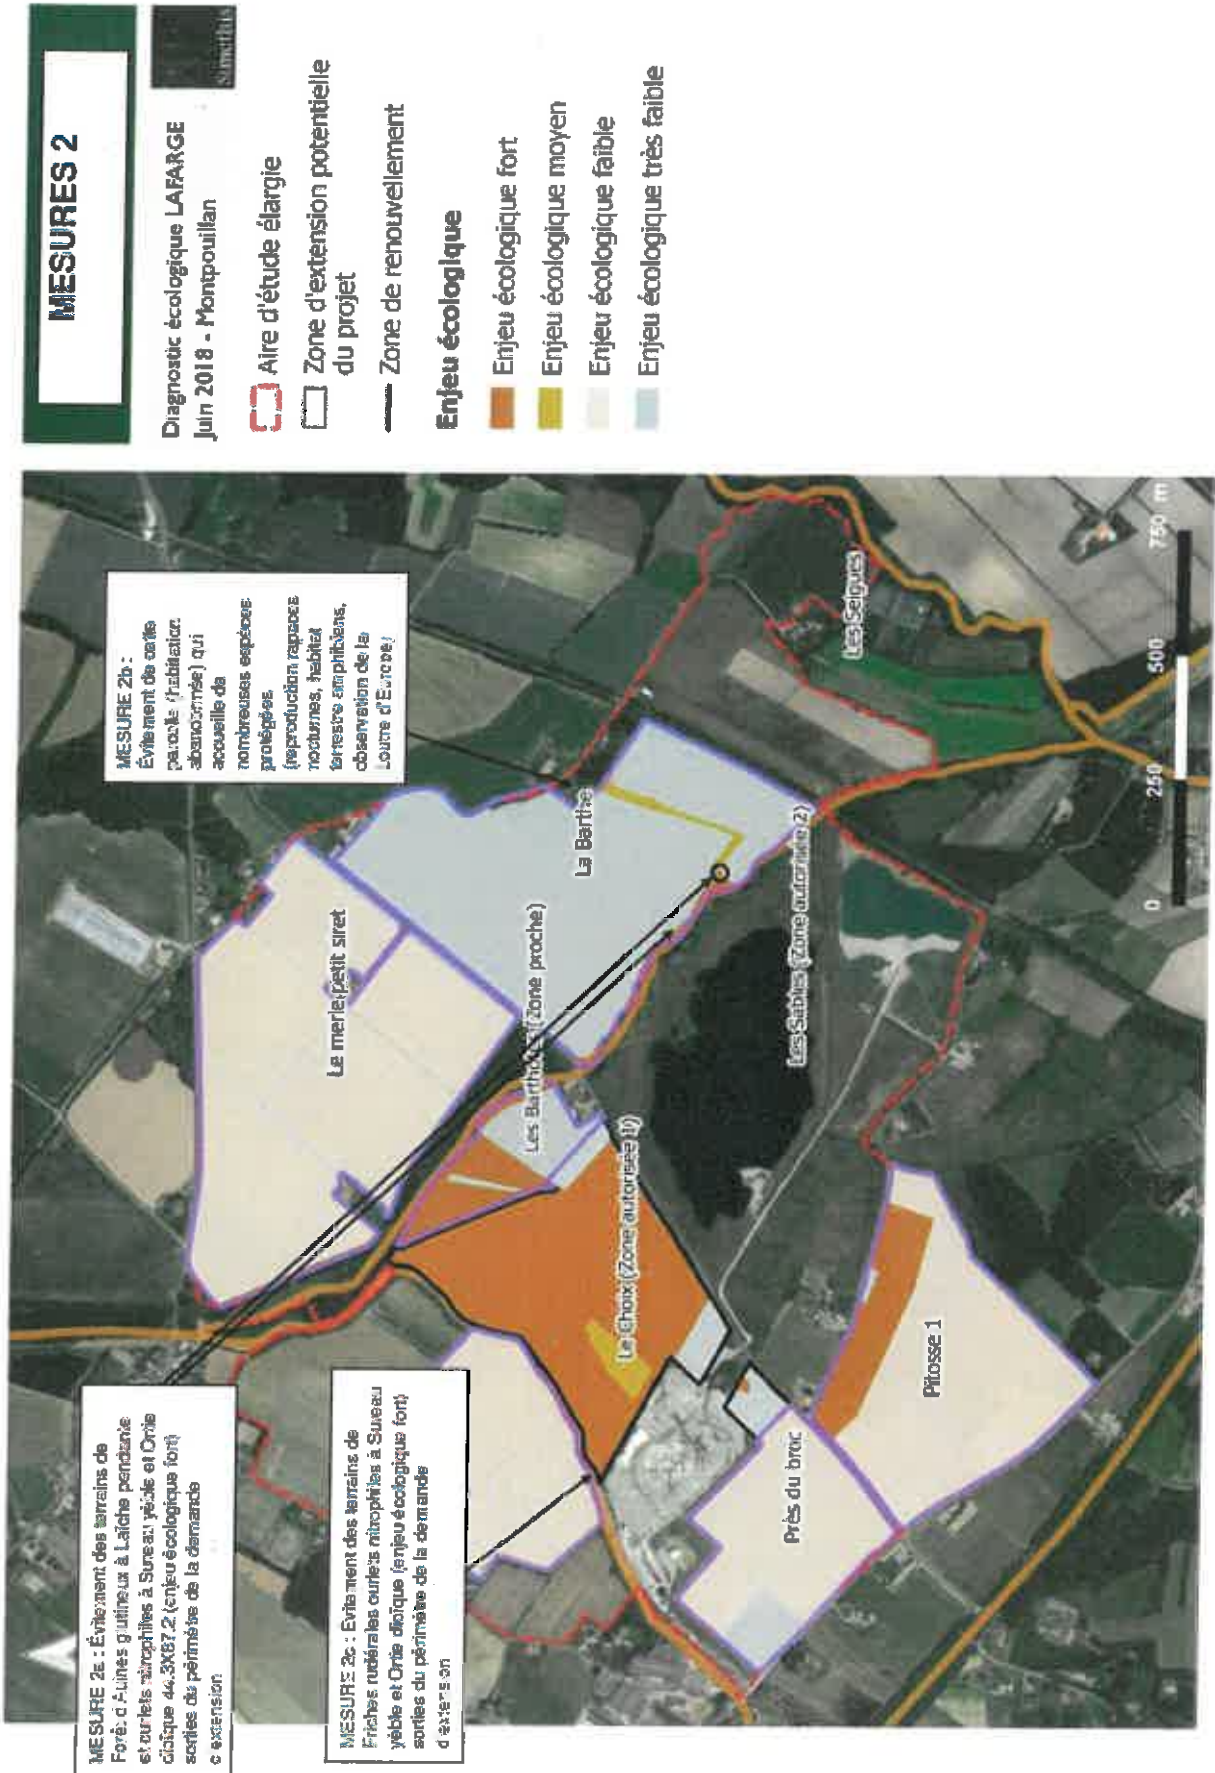 MESURES 2
Diagnostic écologique LAFARGE
Juin 2018 - Montpouillan
simethis
Aire d'étude élargie
Zone d'extension potentielle
du projet
Zone de renouvellement
Enjeu écologique
Enjeu écologique fort
Enjeu écologique moyen
Enjeu écologique faible
Enjeu écologique très faible
MESURE 2a : Évitement des terrains de
Forêt d'Aulnes glutineux à Laîche pendante
et ourlets nitrophiles à Sureau yèble et Ortie
dioïque 44.3X87.2 (enjeu écologique fort)
sorties du périmètre de la demande
d'extension
MESURE 2b :
Évitement de cette
parcelle (habitation
abandonnée) qui
accueille de
nombreuses espèces
protégées
(reproduction rapaces
nocturnes, habitat
terrestre amphibiens,
observation de la
Loutre d'Europe)
MESURE 2c : Evitement des terrains de
Friches rudérales ourlets nitrophiles à Sureau
yèble et Ortie dioïque (enjeu écologique fort)
sorties du périmètre de la demande
d'extension
Le merle/petit siret
La Barthe
Les (Zone proche)
Les Seigues
Le Choix (Zone autorisée 1)
Les Sables (Zone autorisée 2)
Près du broc
Pitosse 1
0 250 500 750 m